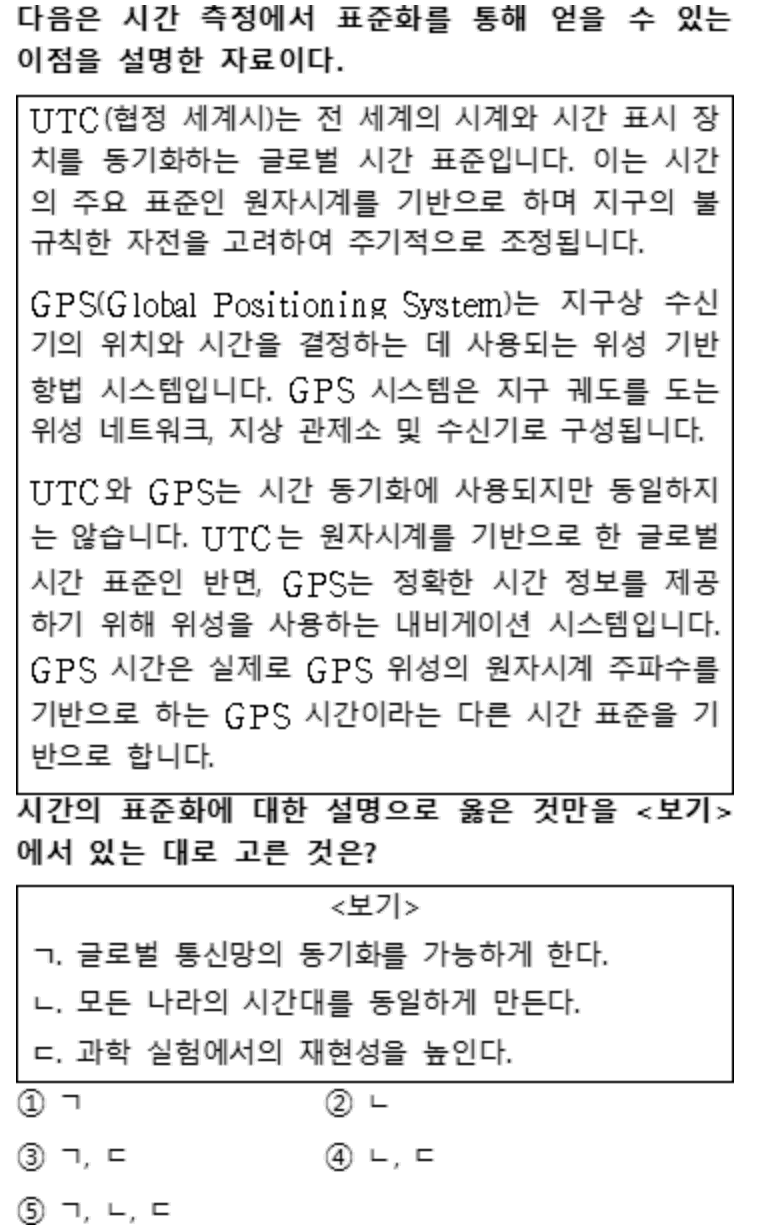 다음은 시간 측정에서 표준화를 통해 얻을 수 있는
이점을 설명한 자료이다.
UTC(협정 세계시)는 전 세계의 시계와 시간 표시 장
치를 동기화하는 글로벌 시간 표준입니다. 이는 시간
의 주요 표준인 원자시계를 기반으로 하며 지구의 불
규칙한 자전을 고려하여 주기적으로 조정됩니다.
GPS(Global Positioning System)는 지구상 수신
기의 위치와 시간을 결정하는 데 사용되는 위성 기반
항법 시스템입니다. GPS 시스템은 지구 궤도를 도는
위성 네트워크, 지상 관제소 및 수신기로 구성됩니다.
UTC와 GPS는 시간 동기화에 사용되지만 동일하지
는 않습니다. UTC는 원자시계를 기반으로 한 글로벌
시간 표준인 반면, GPS는 정확한 시간 정보를 제공
하기 위해 위성을 사용하는 내비게이션 시스템입니다.
GPS 시간은 실제로 GPS 위성의 원자시계 주파수를
기반으로 하는 GPS 시간이라는 다른 시간 표준을 기
반으로 합니다.
시간의 표준화에 대한 설명으로 옳은 것만을 <보기>
에서 있는 대로 고른 것은?
<보기>
ㄱ. 글로벌 통신망의 동기화를 가능하게 한다.
ㄴ. 모든 나라의 시간대를 동일하게 만든다.
ㄷ. 과학 실험에서의 재현성을 높인다.
① ㄱ ② ㄴ
③ ㄱ, ㄷ ④ ㄴ, ㄷ
⑤ ㄱ, ㄴ, ㄷ